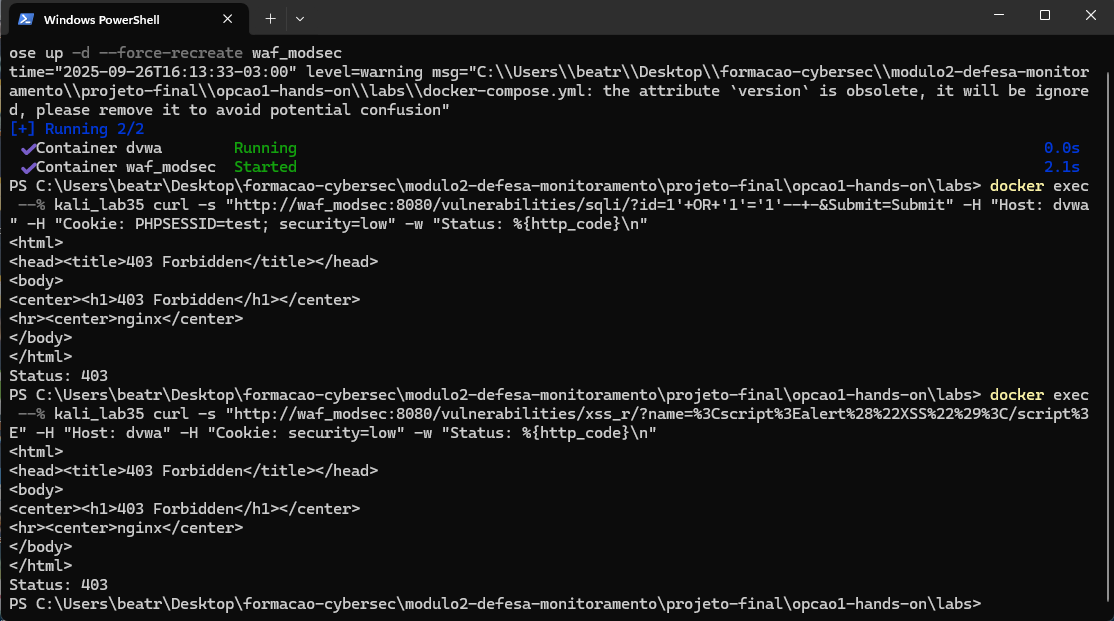 Windows PowerShell
ose up -d --force-recreate waf_modsec
time="2025-09-26T16:13:33-03:00" level=warning msg="C:\\Users\\beatr\\Desktop\\formacao-cybersec\\modulo2-defesa-monitor
amento\\projeto-final\\opcao1-hands-on\\labs\\docker-compose.yml: the attribute `version` is obsolete, it will be ignore
d, please remove it to avoid potential confusion"
[+] Running 2/2
✔Container dvwa Running 0.0s
✔Container waf_modsec Started 2.1s
PS C:\Users\beatr\Desktop\formacao-cybersec\modulo2-defesa-monitoramento\projeto-final\opcao1-hands-on\labs> docker exec
--% kali_lab35 curl -s "http://waf_modsec:8080/vulnerabilities/sqli/?id=1'+OR+'1'='1'--+-&Submit=Submit" -H "Host: dvwa
" -H "Cookie: PHPSESSID=test; security=low" -w "Status: %{http_code}\n"
<html>
<head><title>403 Forbidden</title></head>
<body>
<center><h1>403 Forbidden</h1></center>
<hr><center>nginx</center>
</body>
</html>
Status: 403
PS C:\Users\beatr\Desktop\formacao-cybersec\modulo2-defesa-monitoramento\projeto-final\opcao1-hands-on\labs> docker exec
--% kali_lab35 curl -s "http://waf_modsec:8080/vulnerabilities/xss_r/?name=%3Cscript%3Ealert%28%22XSS%22%29%3C/script%3
E" -H "Host: dvwa" -H "Cookie: security=low" -w "Status: %{http_code}\n"
<html>
<head><title>403 Forbidden</title></head>
<body>
<center><h1>403 Forbidden</h1></center>
<hr><center>nginx</center>
</body>
</html>
Status: 403
PS C:\Users\beatr\Desktop\formacao-cybersec\modulo2-defesa-monitoramento\projeto-final\opcao1-hands-on\labs>